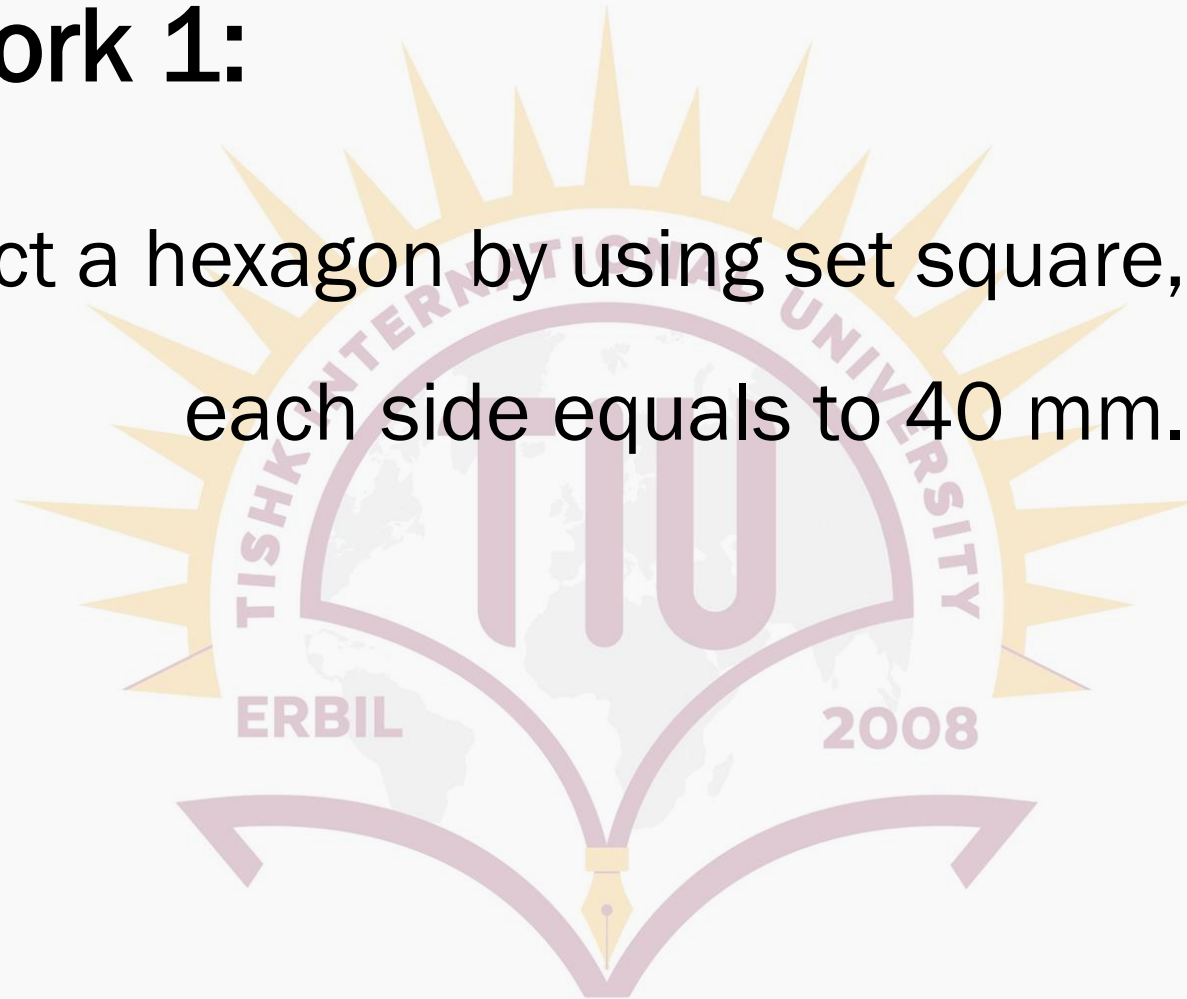 ork 1:
ct a hexagon by using set square,
each side equals to 40 mm.
TISHK INTERNATIONAL UNIVERSITY
TIU
ERBIL
2008